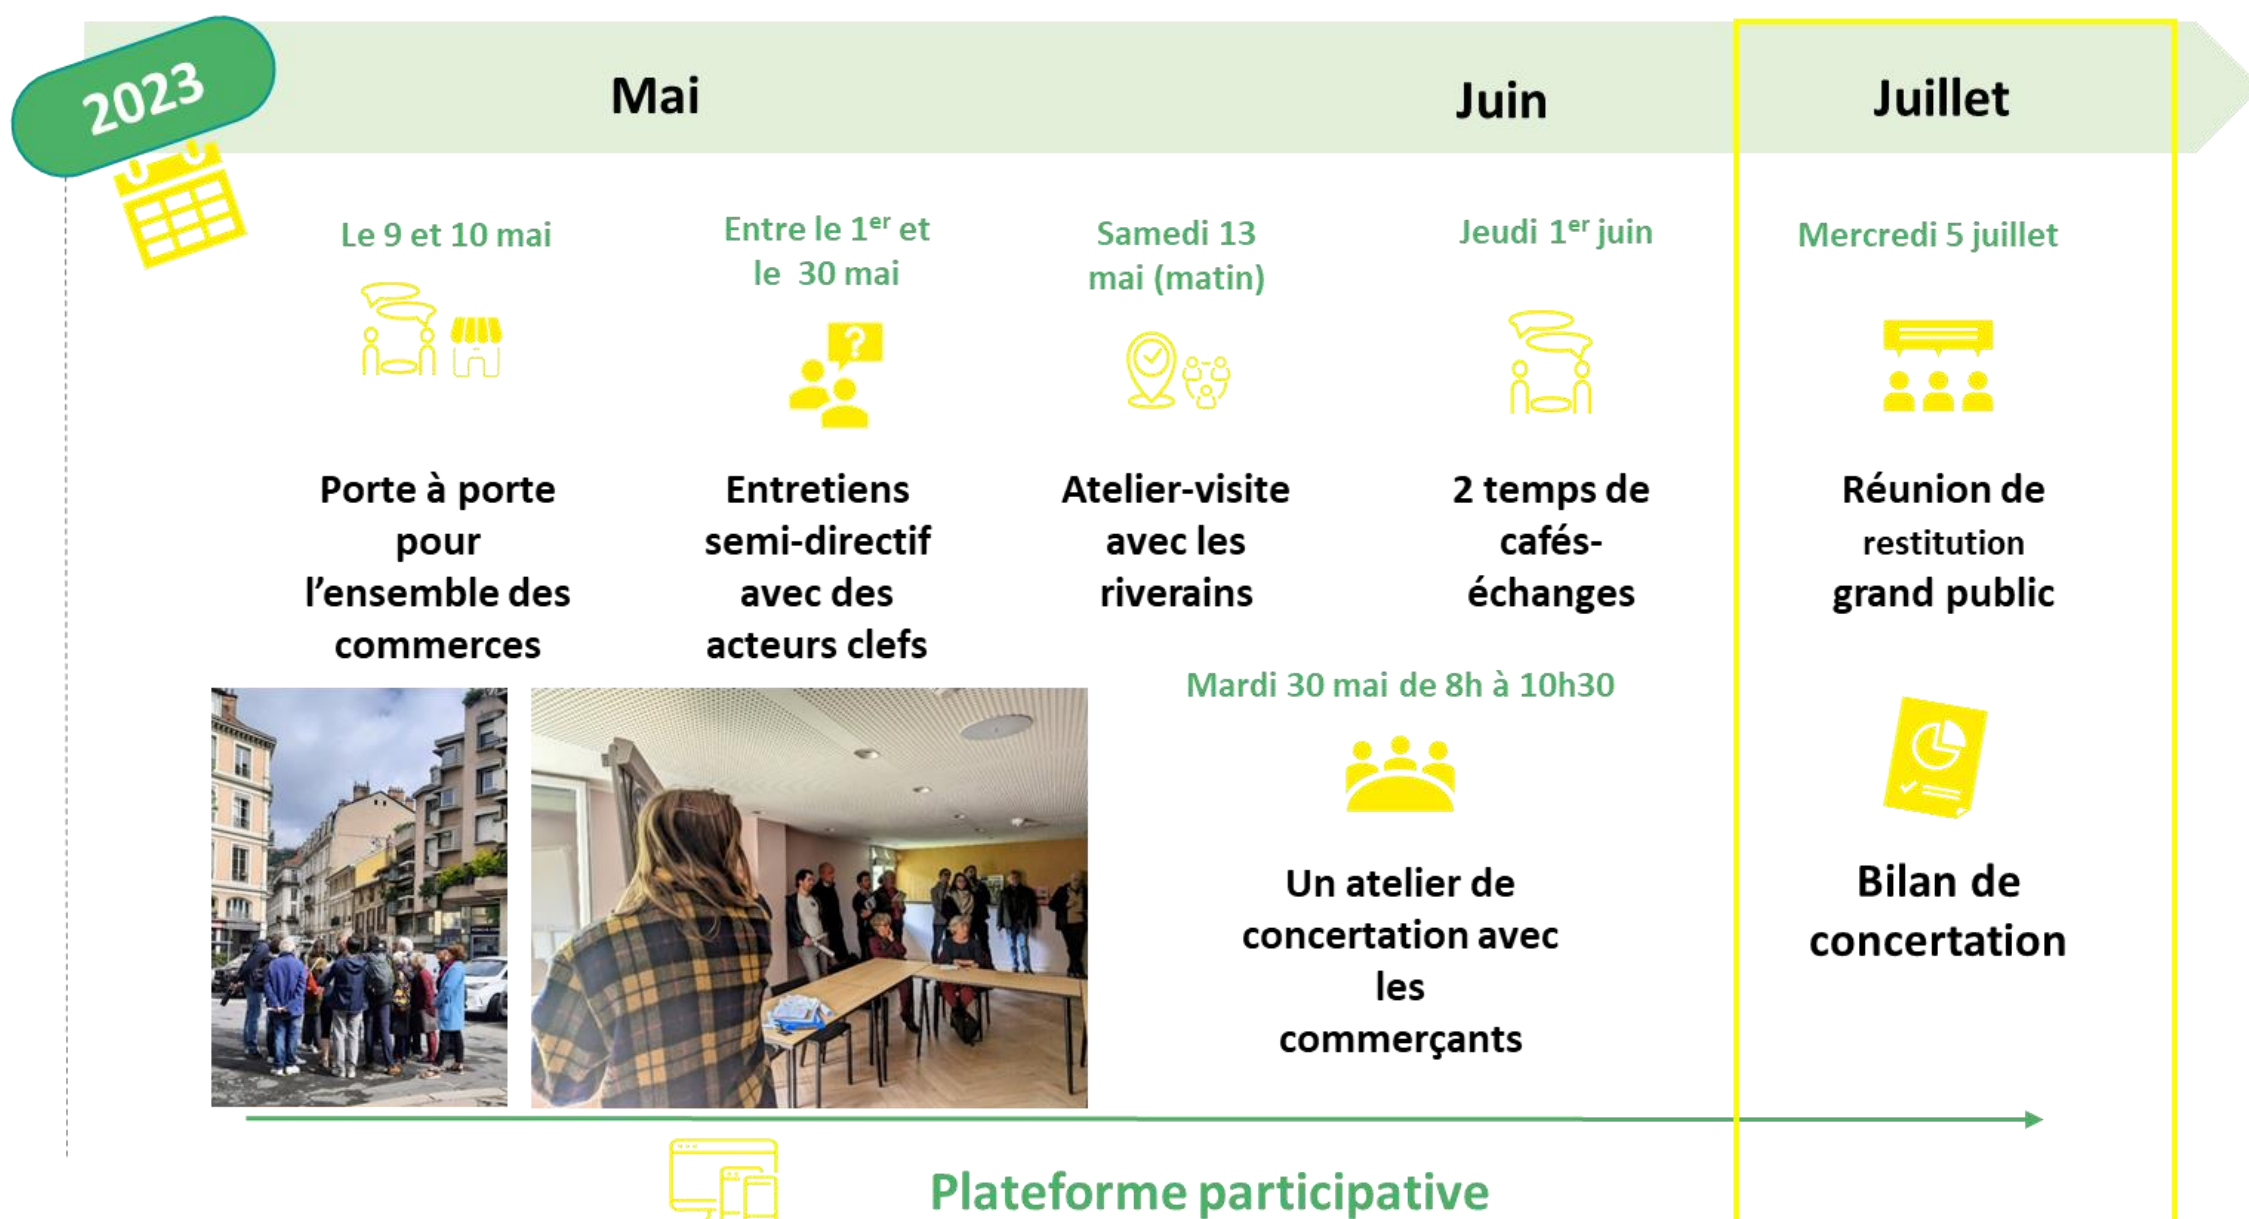 2023
Mai
Juin
Juillet
Le 9 et 10 mai
Porte à porte
pour
l’ensemble des
commerces
Entre le 1er et
le 30 mai
?
Entretiens
semi-directif
avec des
acteurs clefs
Samedi 13
mai (matin)
Atelier-visite
avec les
riverains
Jeudi 1er juin
2 temps de
cafés-
échanges
Mardi 30 mai de 8h à 10h30
Un atelier de
concertation avec
les
commerçants
Mercredi 5 juillet
Réunion de
restitution
grand public
Bilan de
concertation
Plateforme participative